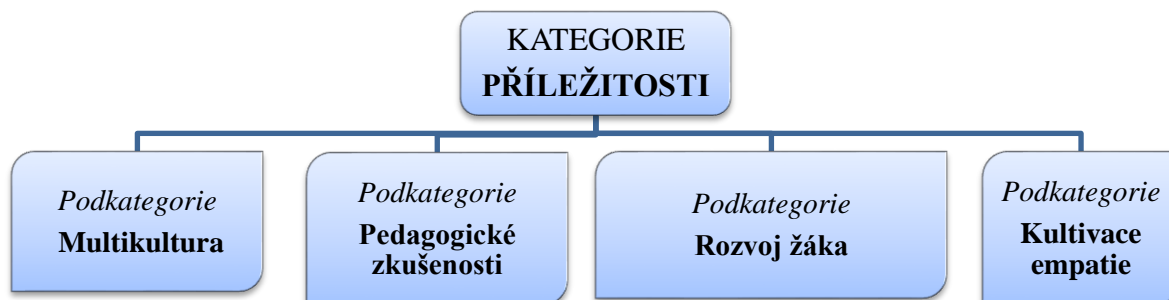 KATEGORIE
PŘÍLEŽITOSTI
Podkategorie
Multikultura
Podkategorie
Pedagogické
zkušenosti
Podkategorie
Rozvoj žáka
Podkategorie
Kultivace
empatie